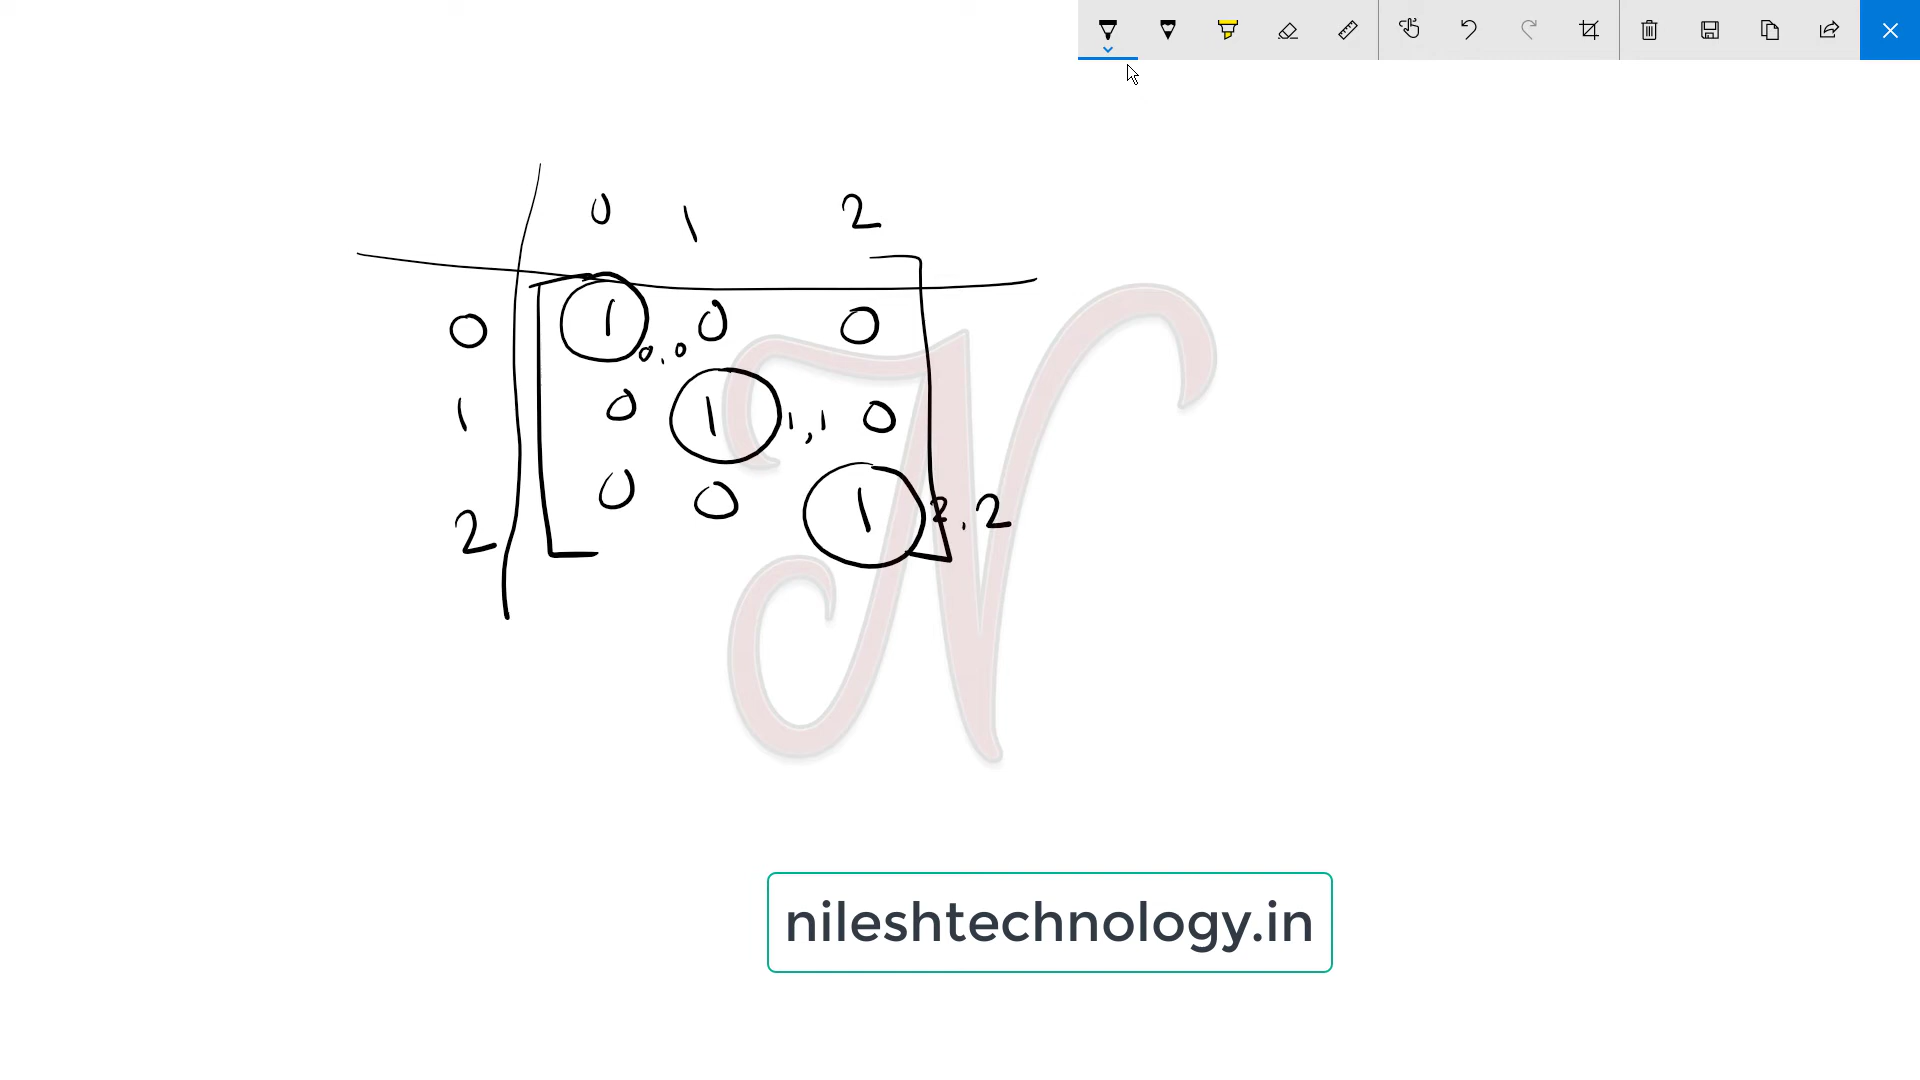 0 1 2
0 1 0,0 0 0
1 0 1 1,1 0
2 0 0 1 2.2
N
nileshtechnology.in